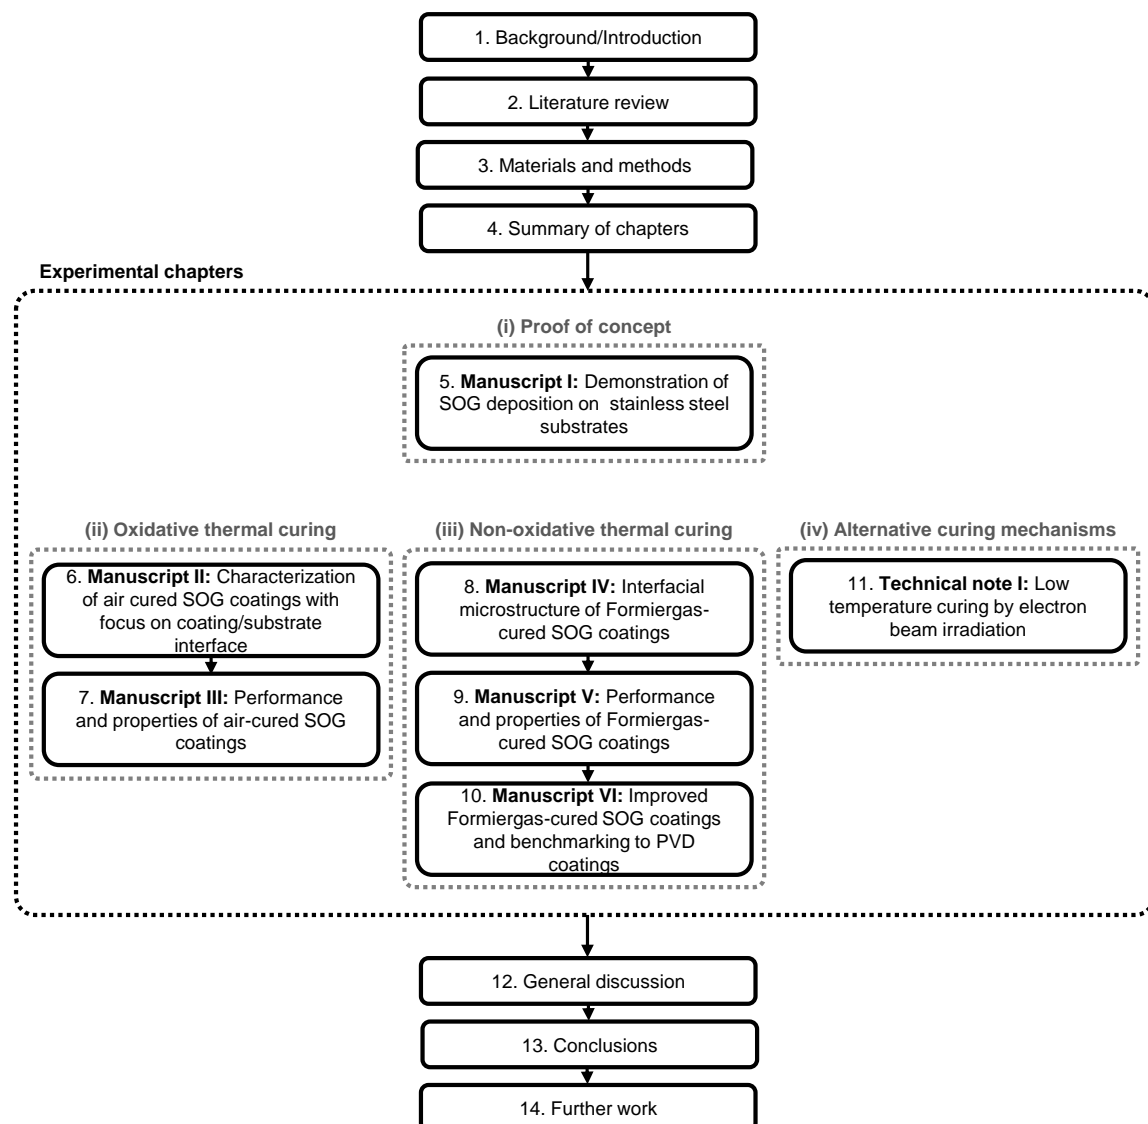 1. Background/Introduction
2. Literature review
3. Materials and methods
4. Summary of chapters
Experimental chapters
(i) Proof of concept
5. Manuscript I: Demonstration of
SOG deposition on stainless steel
substrates
(ii) Oxidative thermal curing
6. Manuscript II: Characterization
of air cured SOG coatings with
focus on coating/substrate
interface
7. Manuscript III: Performance
and properties of air-cured SOG
coatings
(iii) Non-oxidative thermal curing
8. Manuscript IV: Interfacial
microstructure of Formiergas-
cured SOG coatings
9. Manuscript V: Performance
and properties of Formiergas-
cured SOG coatings
10. Manuscript VI: Improved
Formiergas-cured SOG coatings
and benchmarking to PVD
coatings
(iv) Alternative curing mechanisms
11. Technical note I: Low
temperature curing by electron
beam irradiation
12. General discussion
13. Conclusions
14. Further work